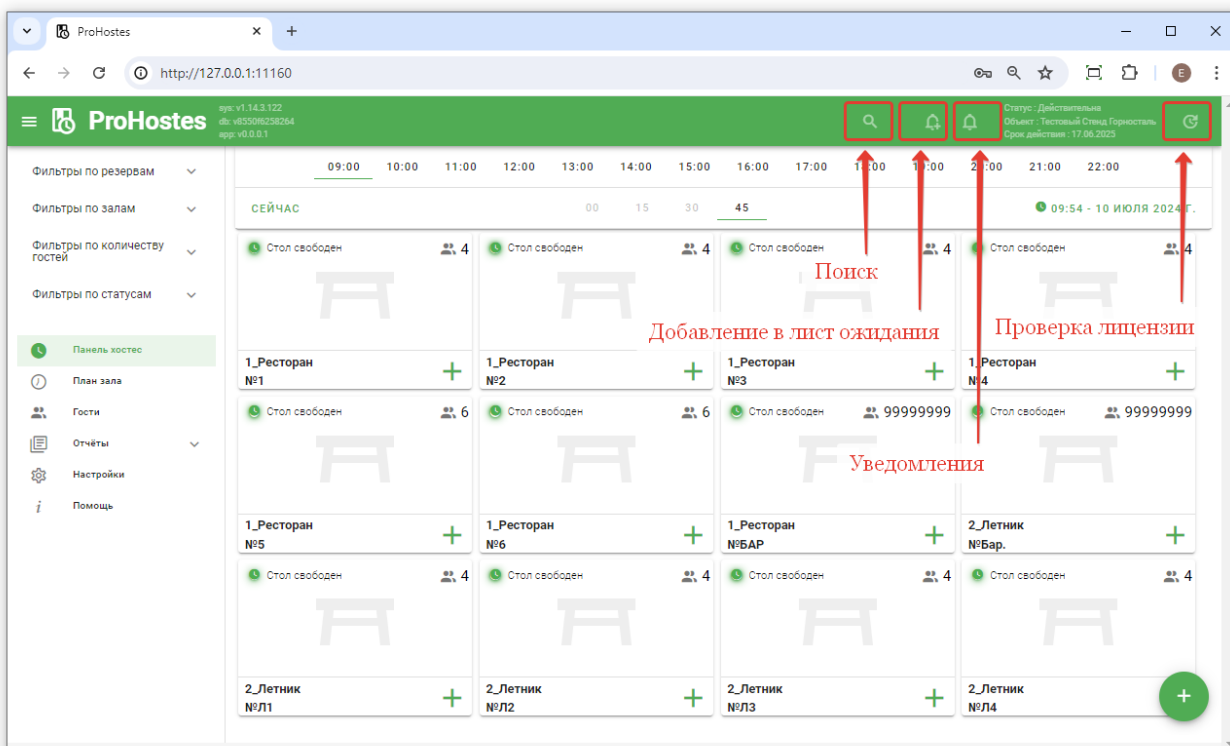 ProHostes
http://127.0.0.1:11160
E
ProHostes
sys: v1.14.3.122
db: v8550f6258264
app: v0.0.0.1
Статус : Действительна
Объект : Тестовый Стенд Горносталь
Срок действия : 17.06.2025
Фильтры по резервам
Фильтры по залам
Фильтры по количеству
гостей
Фильтры по статусам
Панель хостес
План зала
Гости
Отчёты
Настройки
Помощь
09:00 10:00 11:00 12:00 13:00 14:00 15:00 16:00 17:00 18:00 19:00 20:00 21:00 22:00
СЕЙЧАС 00 15 30 45 09:54 - 10 ИЮЛЯ 2024 Г.
Стол свободен 4 Стол свободен 4 Стол свободен 4 Стол свободен 4
Поиск
Добавление в лист ожидания
Проверка лицензии
1_Ресторан 1_Ресторан 1_Ресторан 1_Ресторан
№1 №2 №3 №4
Стол свободен 6 Стол свободен 6 Стол свободен 99999999 Стол свободен 99999999
Уведомления
1_Ресторан 1_Ресторан 1_Ресторан 2_Летник
№5 №6 №БАР №Бар.
Стол свободен 4 Стол свободен 4 Стол свободен 4 Стол свободен 4
2_Летник 2_Летник 2_Летник 2_Летник
№Л1 №Л2 №Л3 №Л4